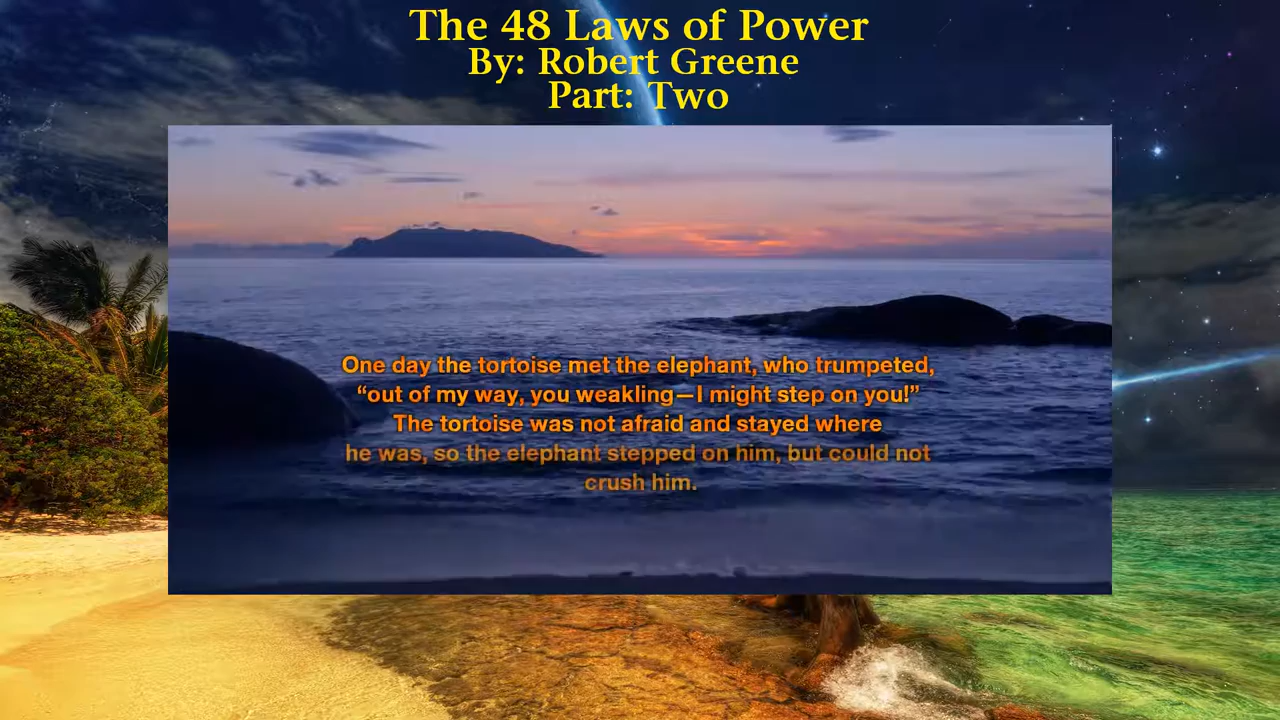 The 48 Laws of Power
By: Robert Greene
Part: Two
One day the tortoise met the elephant, who trumpeted,
“out of my way, you weakling—I might step on you!”
The tortoise was not afraid and stayed where
he was, so the elephant stepped on him, but could not
crush him.